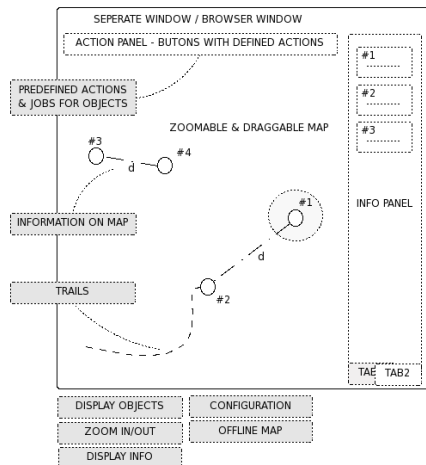 SEPERATE WINDOW / BROWSER WINDOW
ACTION PANEL - BUTONS WITH DEFINED ACTIONS
#1
PREDEFINED ACTIONS
& JOBS FOR OBJECTS
#2
ZOOMABLE & DRAGGABLE MAP
#3
#3
#4
d
#1
INFO PANEL
INFORMATION ON MAP
d
TRAILS
#2
TAB2
DISPLAY OBJECTS
CONFIGURATION
ZOOM IN/OUT
OFFLINE MAP
DISPLAY INFO